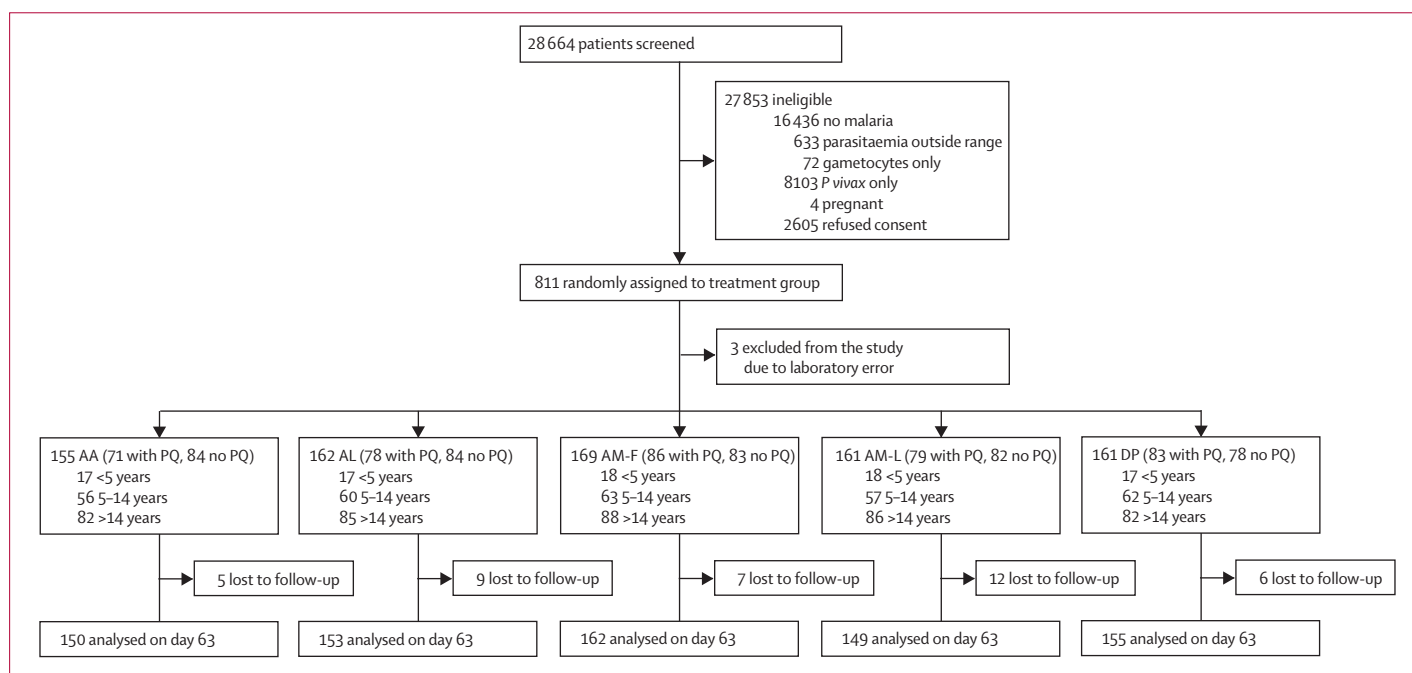 28 664 patients screened
27 853 ineligible
16 436 no malaria
633 parasitaemia outside range
72 gametocytes only
8103 P vivax only
4 pregnant
2605 refused consent
811 randomly assigned to treatment group
3 excluded from the study
due to laboratory error
155 AA (71 with PQ, 84 no PQ)
17 <5 years
56 5–14 years
82 >14 years
162 AL (78 with PQ, 84 no PQ)
17 <5 years
60 5–14 years
85 >14 years
169 AM-F (86 with PQ, 83 no PQ)
18 <5 years
63 5–14 years
88 >14 years
161 AM-L (79 with PQ, 82 no PQ)
18 <5 years
57 5–14 years
86 >14 years
161 DP (83 with PQ, 78 no PQ)
17 <5 years
62 5–14 years
82 >14 years
5 lost to follow-up
9 lost to follow-up
7 lost to follow-up
12 lost to follow-up
6 lost to follow-up
150 analysed on day 63
153 analysed on day 63
162 analysed on day 63
149 analysed on day 63
155 analysed on day 63